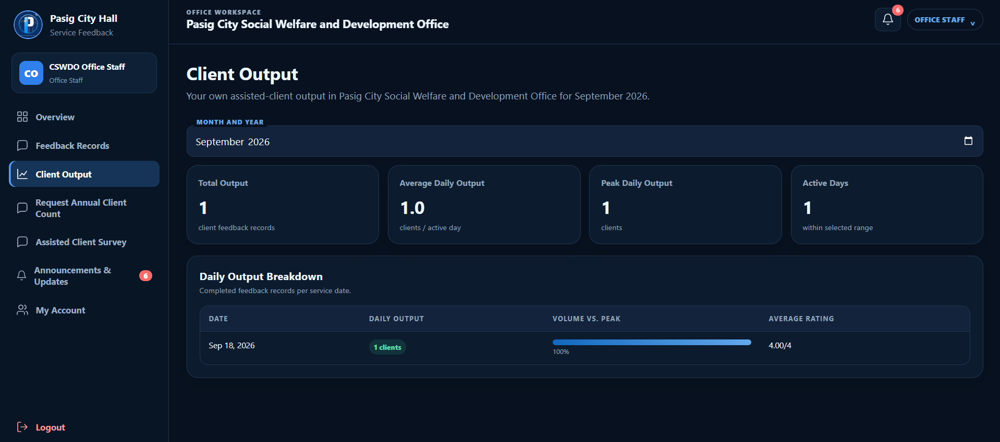 Pasig City Hall
Service Feedback
CO
CSWDO Office Staff
Office Staff
Overview
Feedback Records
Client Output
Request Annual Client
Count
Assisted Client Survey
Announcements &
Updates
6
My Account
Logout
OFFICE WORKSPACE
Pasig City Social Welfare and Development Office
6
OFFICE STAFF v
Client Output
Your own assisted-client output in Pasig City Social Welfare and Development Office for September 2026.
MONTH AND YEAR
September 2026
Total Output
1
client feedback records
Average Daily Output
1.0
clients / active day
Peak Daily Output
1
clients
Active Days
1
within selected range
Daily Output Breakdown
Completed feedback records per service date.
DATE DAILY OUTPUT VOLUME VS. PEAK AVERAGE RATING
Sep 18, 2026 1 clients 100% 4.00/4